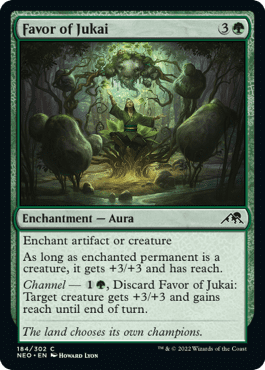 Favor of Jukai 3
Enchantment — Aura
Enchant artifact or creature
As long as enchanted permanent is a
creature, it gets +3/+3 and has reach.
Channel — 1, Discard Favor of Jukai:
Target creature gets +3/+3 and gains
reach until end of turn.
The land chooses its own champions.
184/302 C
NEO • EN HOWARD LYON
™ & © 2022 Wizards of the Coast